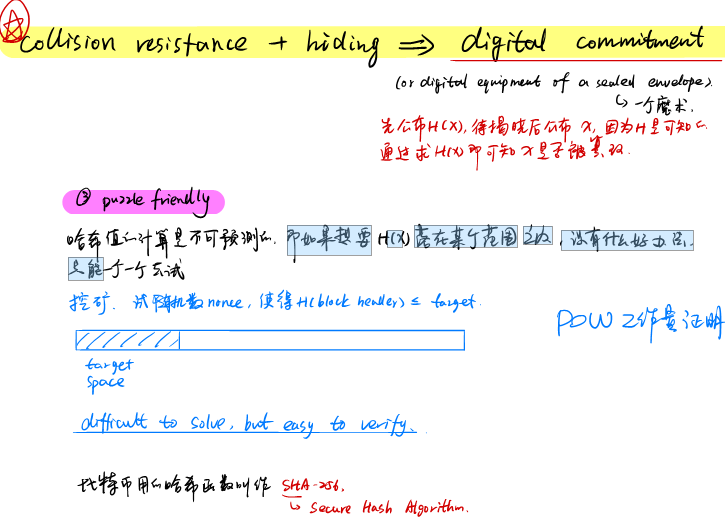 collision resistance + hiding ⇒ digital commitment
(or digital equipment of a sealed envelope).
↳ 一个魔术.
先公布H(X), 待揭晓后公布 X, 因为H是可知的.
通过求H(X)即可知X是否被篡改.
③ puzzle friendly
哈希值的计算是不可预测的. 即如果想要H(X)落在某个范围之内, 没有什么好办法,
只能一个一个去试
挖矿. 试随机数nonce, 使得H(block header) ≤ target.
POW 工作量证明
target
space
difficult to solve, but easy to verify.
比特币用的哈希函数叫作 SHA-256.
↳ Secure Hash Algorithm.